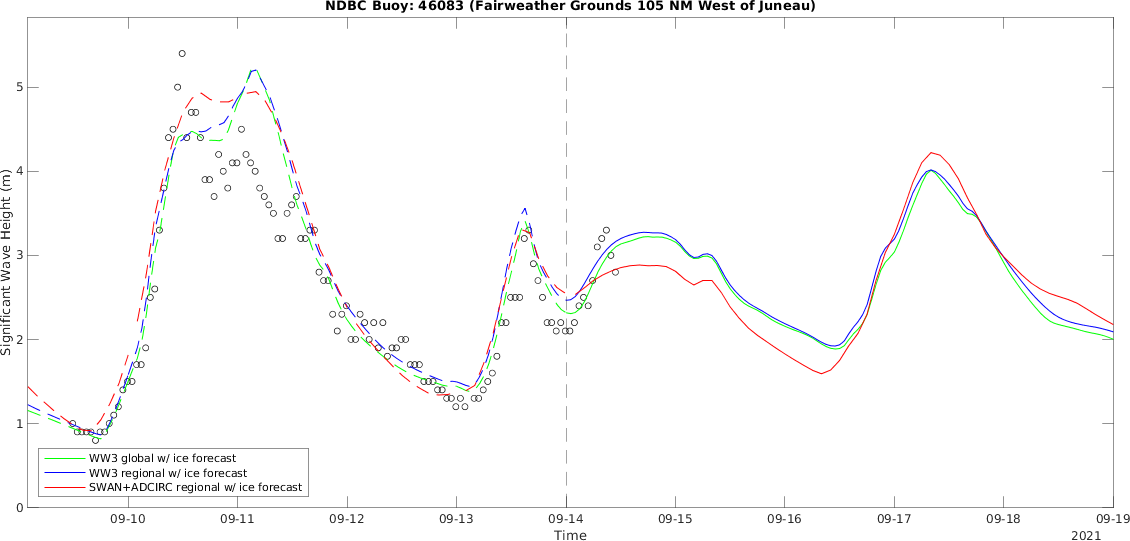 NDBC Buoy: 46083 (Fairweather Grounds 105 NM West of Juneau)
Significant Wave Height (m)
5
4
3
2
1
0
WW3 global w/ ice forecast
WW3 regional w/ ice forecast
SWAN+ADCIRC regional w/ ice forecast
09-10 09-11 09-12 09-13 09-14 09-15 09-16 09-17 09-18 09-19
Time
2021